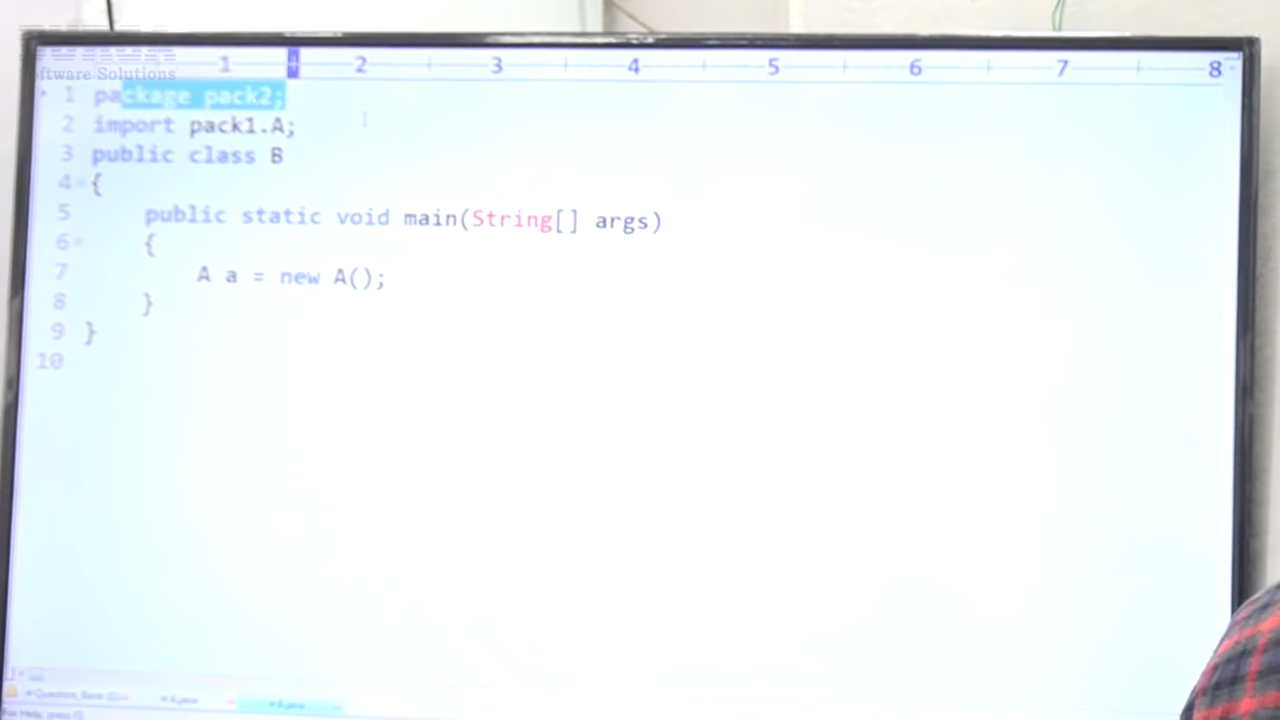 ftware Solutions
1 2 3 4 5 6 7 8
1 package pack2;
2 import pack1.A;
3 public class B
4 {
5 public static void main(String[] args)
6 {
7 A a = new A();
8 }
9 }
10